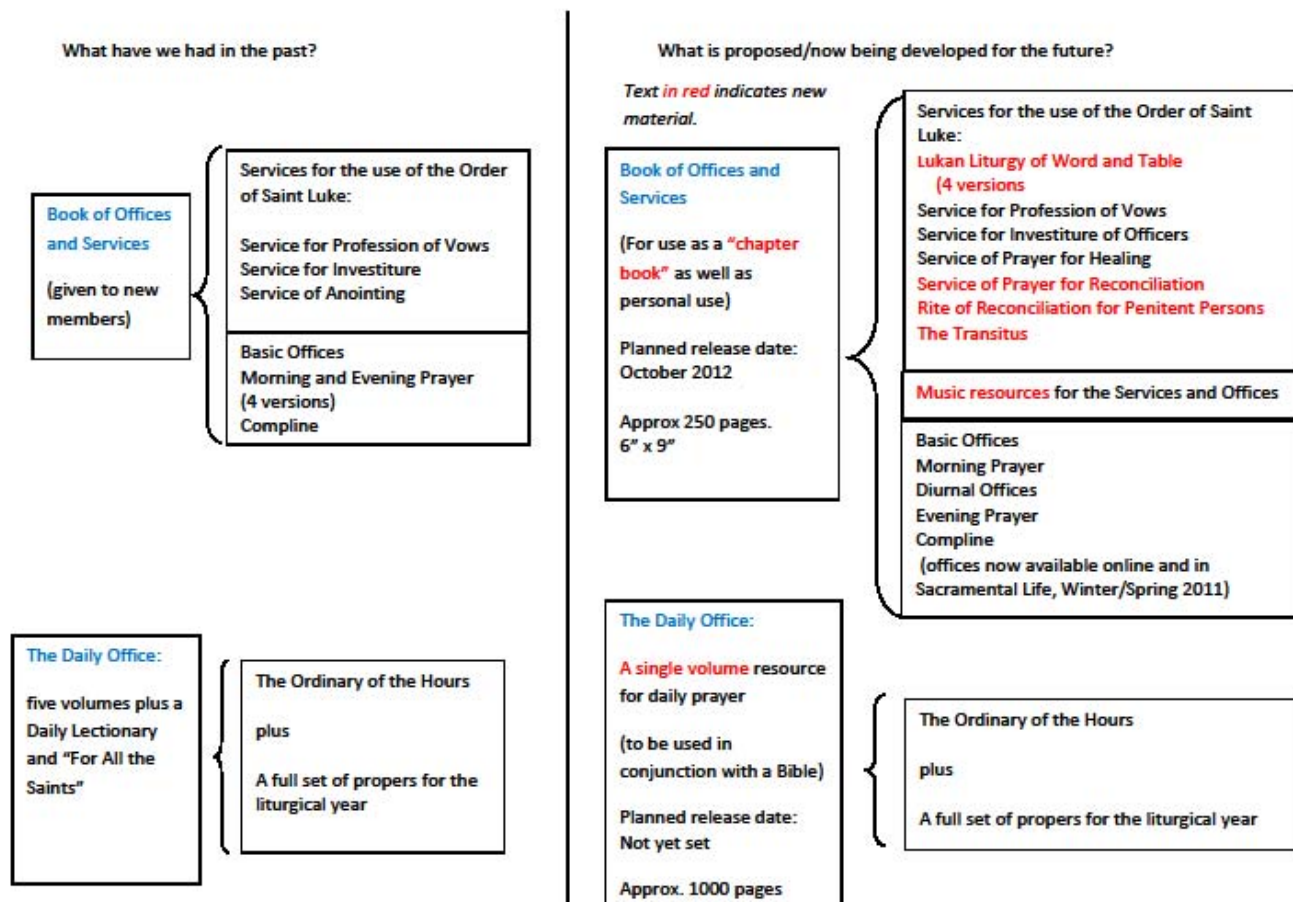 What have we had in the past?
Book of Offices
and Services
(given to new
members)
Services for the use of the Order
of Saint Luke:
Service for Profession of Vows
Service for Investiture
Service of Anointing
Basic Offices
Morning and Evening Prayer
(4 versions)
Compline
The Daily Office:
five volumes plus a
Daily Lectionary
and “For All the
Saints”
The Ordinary of the Hours
plus
A full set of propers for the
liturgical year
What is proposed/now being developed for the future?
Text in red indicates new
material.
Book of Offices and
Services
(For use as a “chapter
book” as well as
personal use)
Planned release date:
October 2012
Approx 250 pages.
6” x 9”
Services for the use of the Order of Saint
Luke:
Lukan Liturgy of Word and Table
(4 versions
Service for Profession of Vows
Service for Investiture of Officers
Service of Prayer for Healing
Service of Prayer for Reconciliation
Rite of Reconciliation for Penitent Persons
The Transitus
Music resources for the Services and Offices
Basic Offices
Morning Prayer
Diurnal Offices
Evening Prayer
Compline
(offices now available online and in
Sacramental Life, Winter/Spring 2011)
The Daily Office:
A single volume resource
for daily prayer
(to be used in
conjunction with a Bible)
Planned release date:
Not yet set
Approx. 1000 pages
The Ordinary of the Hours
plus
A full set of propers for the liturgical year